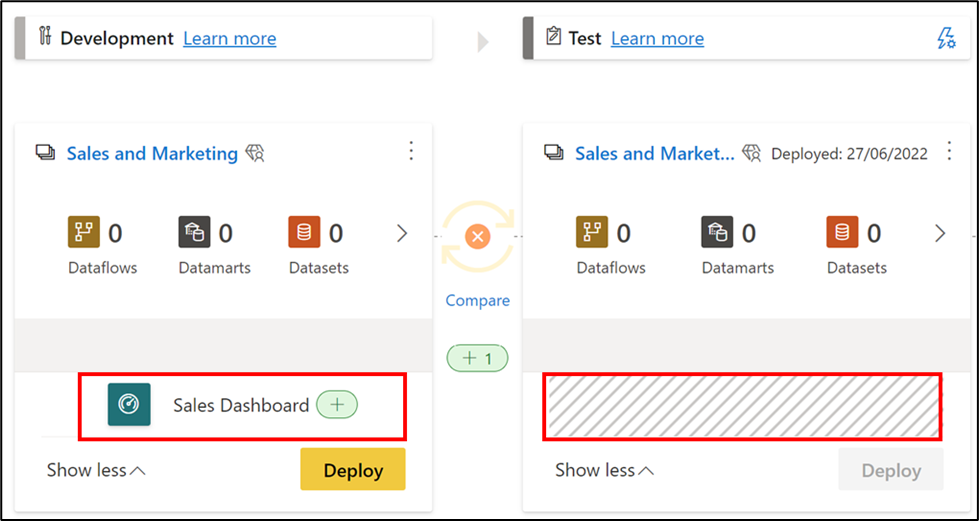 Development Learn more
Test Learn more
Sales and Marketing
Sales and Market... Deployed: 27/06/2022
0 0 0
0 0 0
Dataflows Datamarts Datasets
Dataflows Datamarts Datasets
Compare
+ 1
Sales Dashboard +
Show less Deploy
Show less Deploy